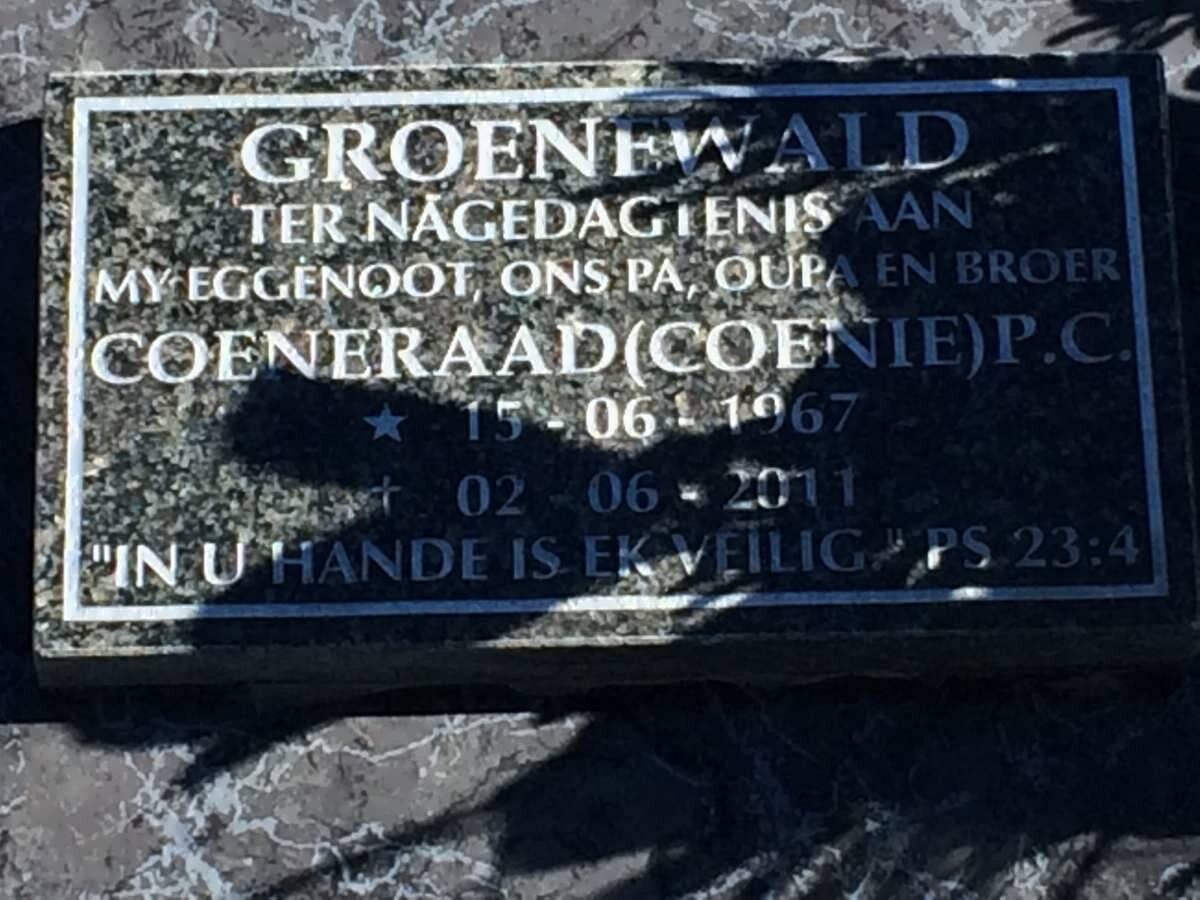 GROENEWALD
TER NAGEDAGTENIS AAN
MY EGGENOOT, ONS PA, OUPA EN BROER
COENERAAD(COENIE)P.C.
★ 15-06-1967
† 02-06-2011
"IN U HANDE IS EK VEILIG." PS 23:4